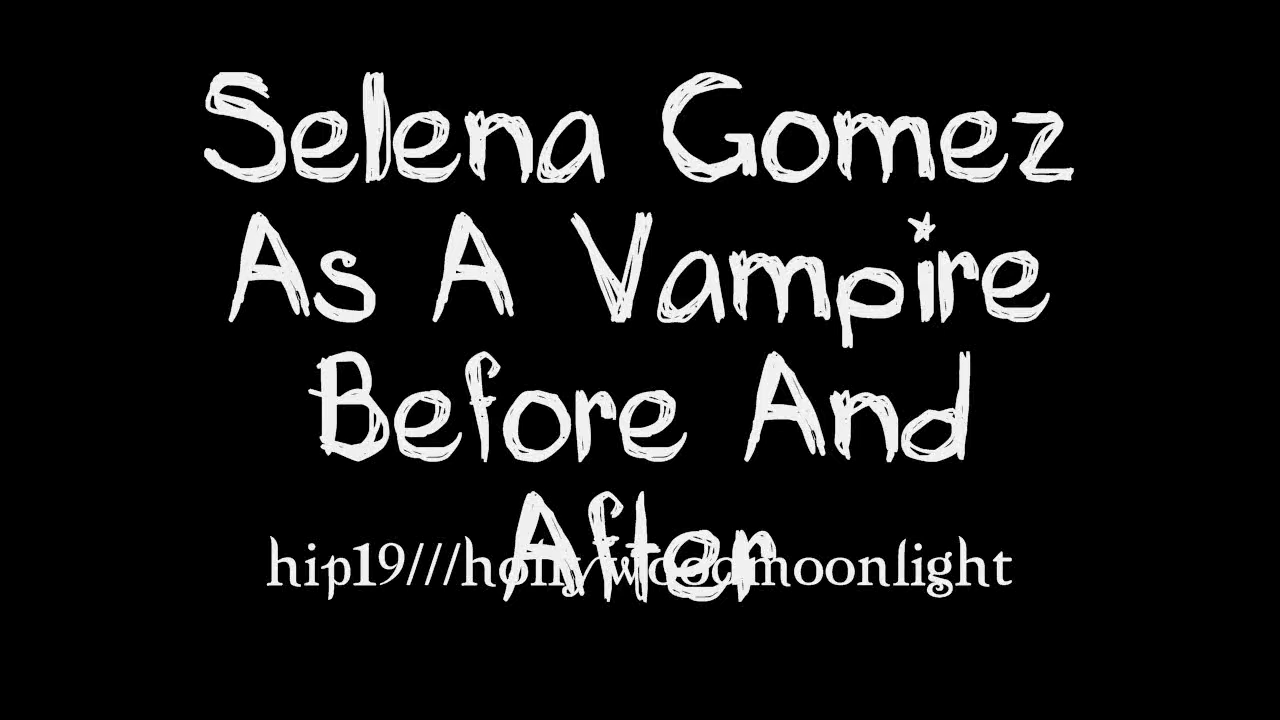 Selena Gomez
As A Vampire
Before And
After
hip19///hollywoodmoonlight